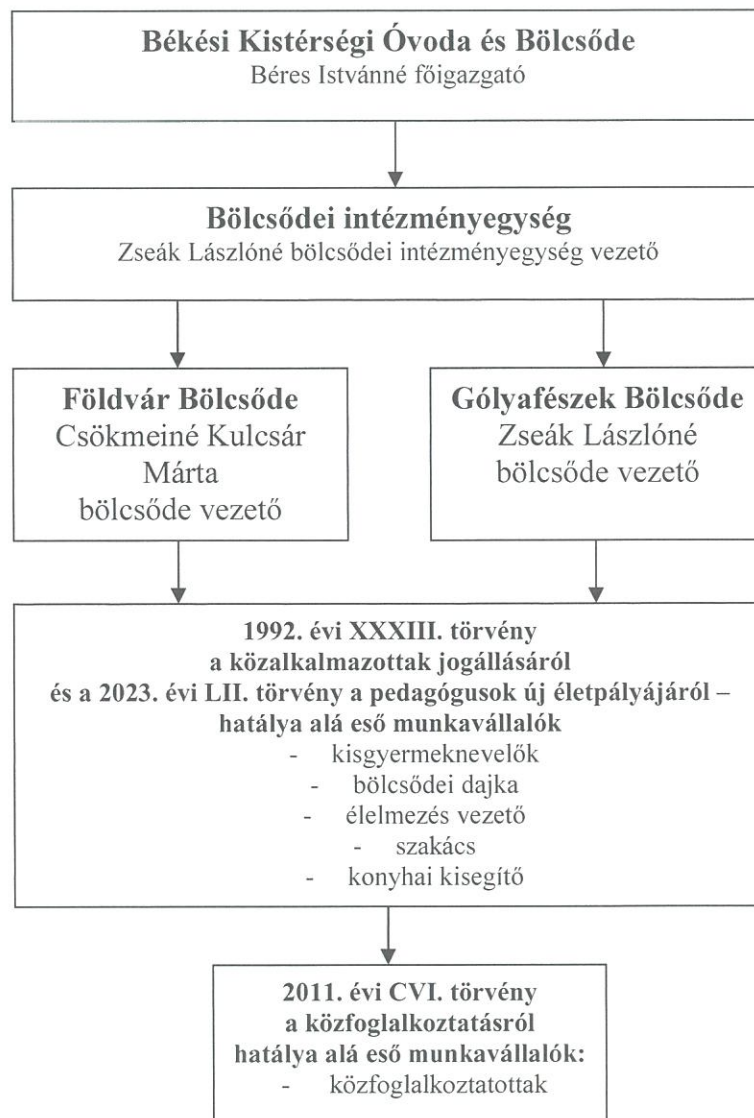 Békési Kistérségi Óvoda és Bölcsőde
Béres Istvánné főigazgató
Bölcsődei intézményegység
Zseák Lászlóné bölcsődei intézményegység vezető
Földvár Bölcsőde
Csökmeiné Kulcsár
Márta
bölcsőde vezető
Gólyafészek Bölcsőde
Zseák Lászlóné
bölcsőde vezető
1992. évi XXXIII. törvény
a közalkalmazottak jogállásáról
és a 2023. évi LII. törvény a pedagógusok új életpályájáról –
hatálya alá eső munkavállalók
- kisgyermeknevelők
- bölcsődei dajka
- élelmezés vezető
- szakács
- konyhai kisegítő
2011. évi CVI. törvény
a közfoglalkoztatásról
hatálya alá eső munkavállalók:
- közfoglalkoztatottak